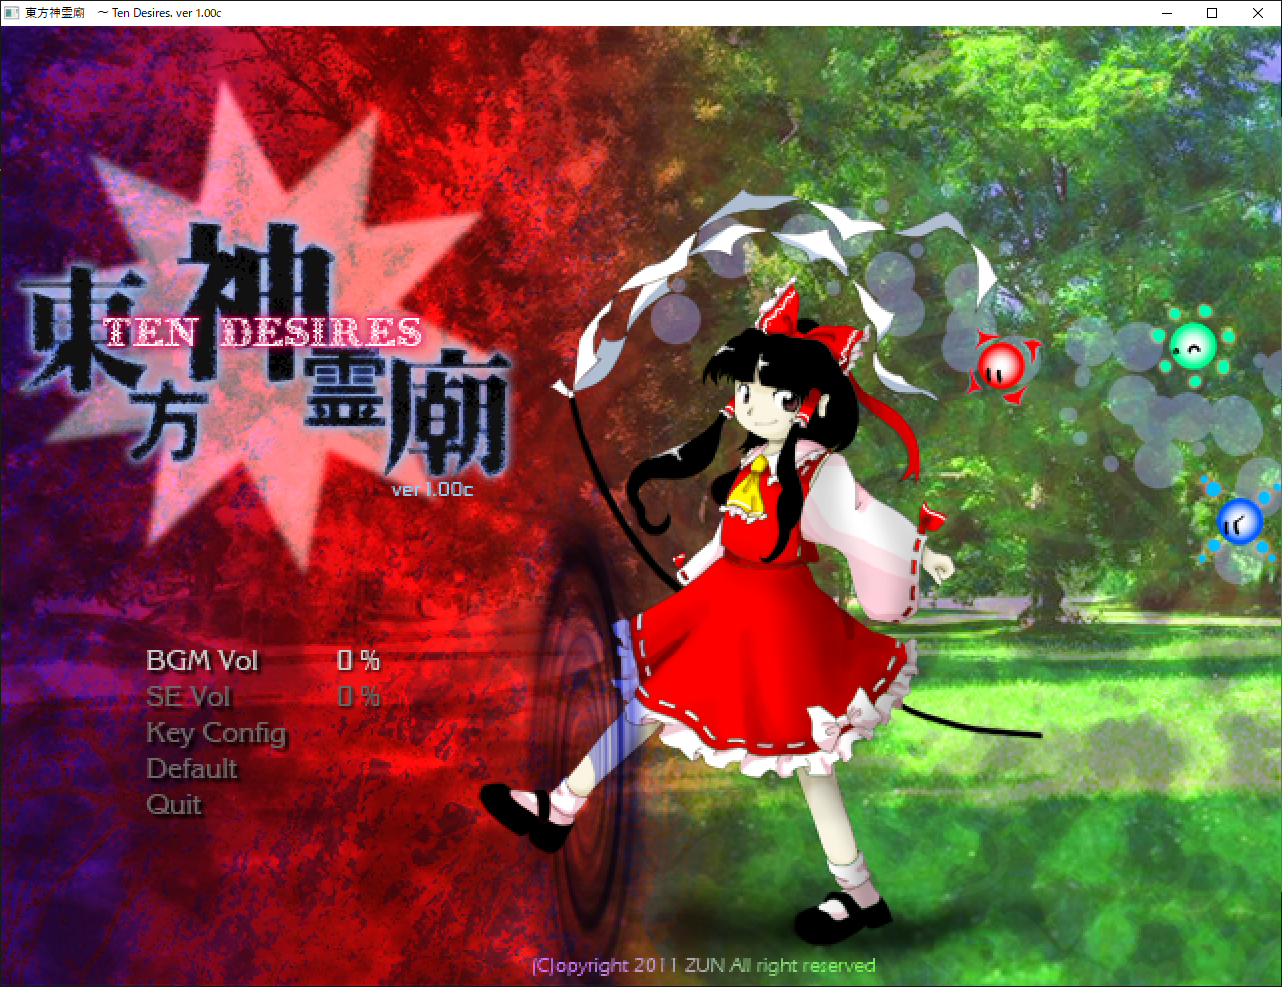 東方神霊廟　～ Ten Desires. ver 1.00c
東方神霊廟
TEN DESIRES
ver 1.00c
BGM Vol 0 %
SE Vol 0 %
Key Config
Default
Quit
(C)opyright 2011 ZUN All right reserved